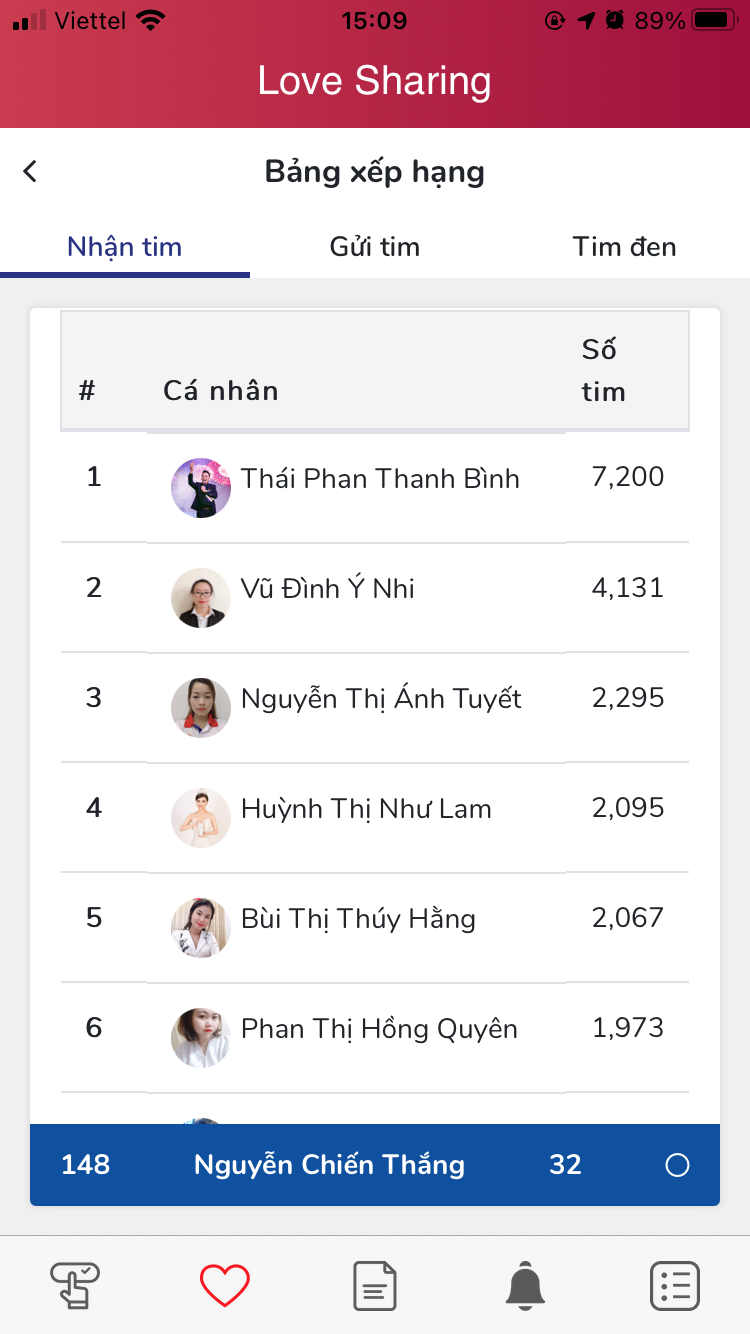 Viettel 15:09 89%
Love Sharing
Bảng xếp hạng
Nhận tim Gửi tim Tim đen
# Cá nhân Số tim
1 Thái Phan Thanh Bình 7,200
2 Vũ Đình Ý Nhi 4,131
3 Nguyễn Thị Ánh Tuyết 2,295
4 Huỳnh Thị Như Lam 2,095
5 Bùi Thị Thúy Hằng 2,067
6 Phan Thị Hồng Quyên 1,973
148 Nguyễn Chiến Thắng 32